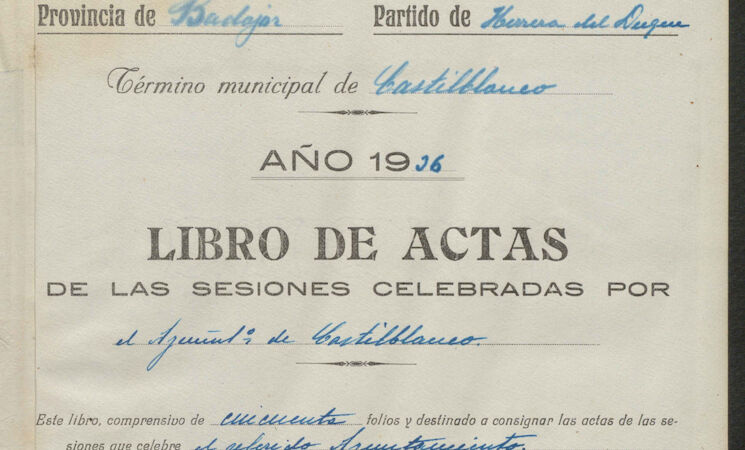 Provincia de Badajoz Partido de Herrera del Duque
Término municipal de Castilblanco
AÑO 1936
LIBRO DE ACTAS
DE LAS SESIONES CELEBRADAS POR
el Ayuntº de Castilblanco.
Este libro, comprensivo de cincuenta folios y destinado a consignar las actas de las se-
siones que celebre el referido Ayuntamiento.